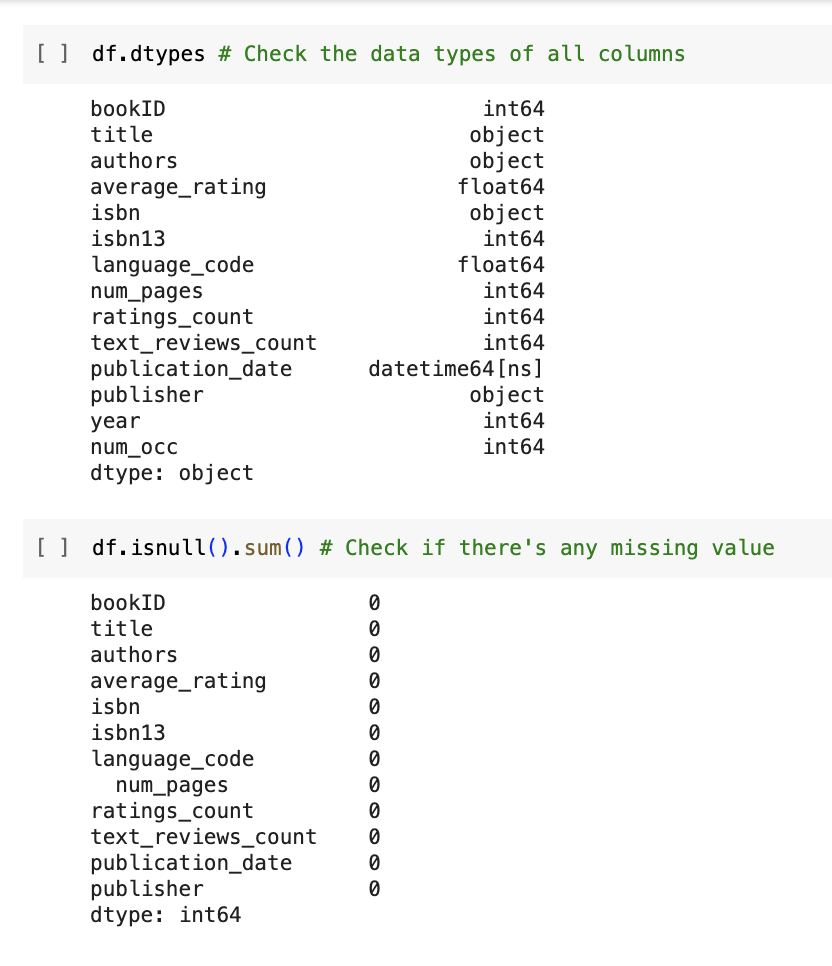 [ ] df.dtypes # Check the data types of all columns
bookID int64
title object
authors object
average_rating float64
isbn object
isbn13 int64
language_code float64
num_pages int64
ratings_count int64
text_reviews_count int64
publication_date datetime64[ns]
publisher object
year int64
num_occ int64
dtype: object
[ ] df.isnull().sum() # Check if there's any missing value
bookID 0
title 0
authors 0
average_rating 0
isbn 0
isbn13 0
language_code 0
num_pages 0
ratings_count 0
text_reviews_count 0
publication_date 0
publisher 0
dtype: int64